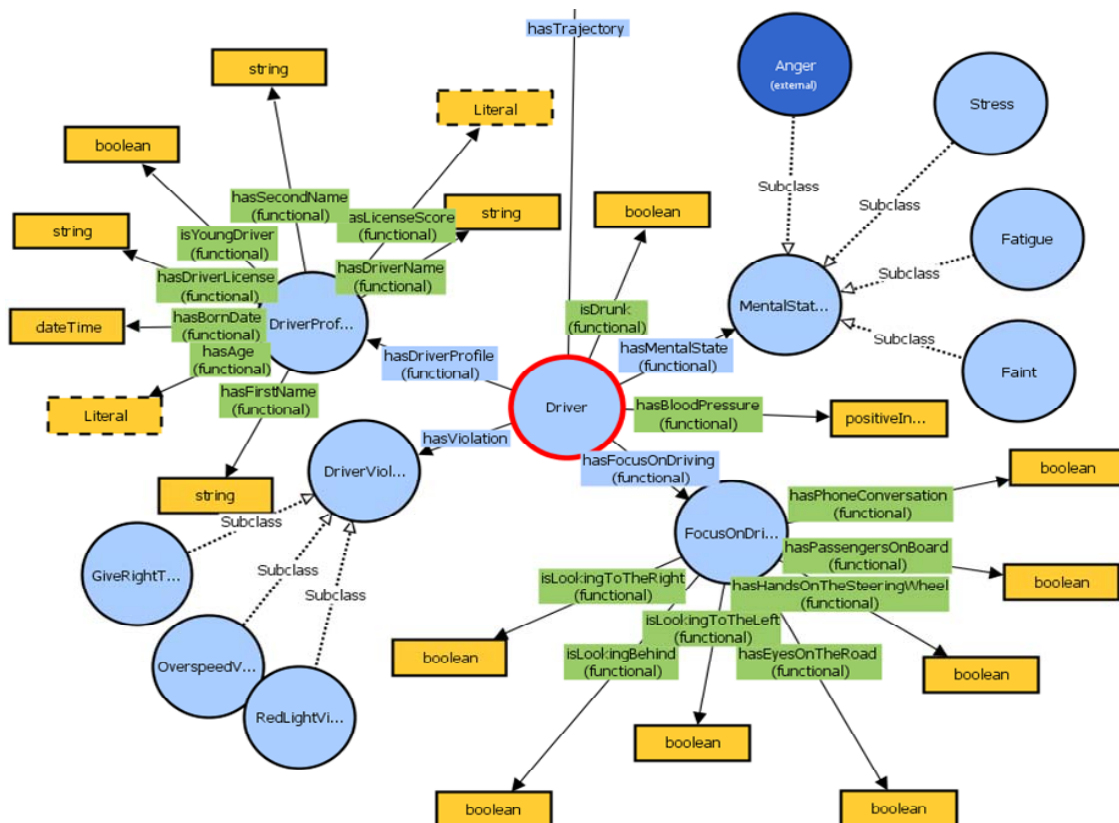 hasTrajectory
string
Anger
(external)
Literal
Stress
boolean
Subclass
Subclass
hasSecondName
(functional)
asLicenseScore
(functional)
string
boolean
string
isYoungDriver
(functional)
Fatigue
hasDriverLicense
(functional)
hasDriverName
(functional)
Subclass
isDrunk
(functional)
MentalStat...
dateTime
hasBornDate
(functional)
DriverProf...
hasAge
(functional)
hasDriverProfile
(functional)
hasMentalState
(functional)
Subclass
Faint
hasFirstName
(functional)
Literal
Driver
hasBloodPressure
(functional)
positiveIn...
hasViolation
DriverViol...
hasFocusOnDriving
(functional)
boolean
string
Subclass
hasPhoneConversation
(functional)
FocusOnDri...
GiveRightT...
Subclass
hasPassengersOnBoard
(functional)
isLookingToTheRight
(functional)
hasHandsOnTheSteeringWheel
(functional)
boolean
Subclass
isLookingToTheLeft
(functional)
isLookingBehind
(functional)
hasEyesOnTheRoad
(functional)
OverspeedV...
boolean
boolean
RedLightVi...
boolean
boolean
boolean